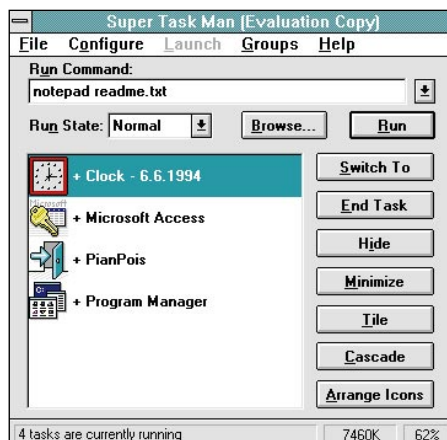 Super Task Man (Evaluation Copy)
File Configure Launch Groups Help
Run Command:
notepad readme.txt
Run State: Normal Browse... Run
+ Clock - 6.6.1994
Microsoft
+ Microsoft Access
+ PianPois
+ Program Manager
Switch To
End Task
Hide
Minimize
Tile
Cascade
Arrange Icons
4 tasks are currently running 7460K 62%